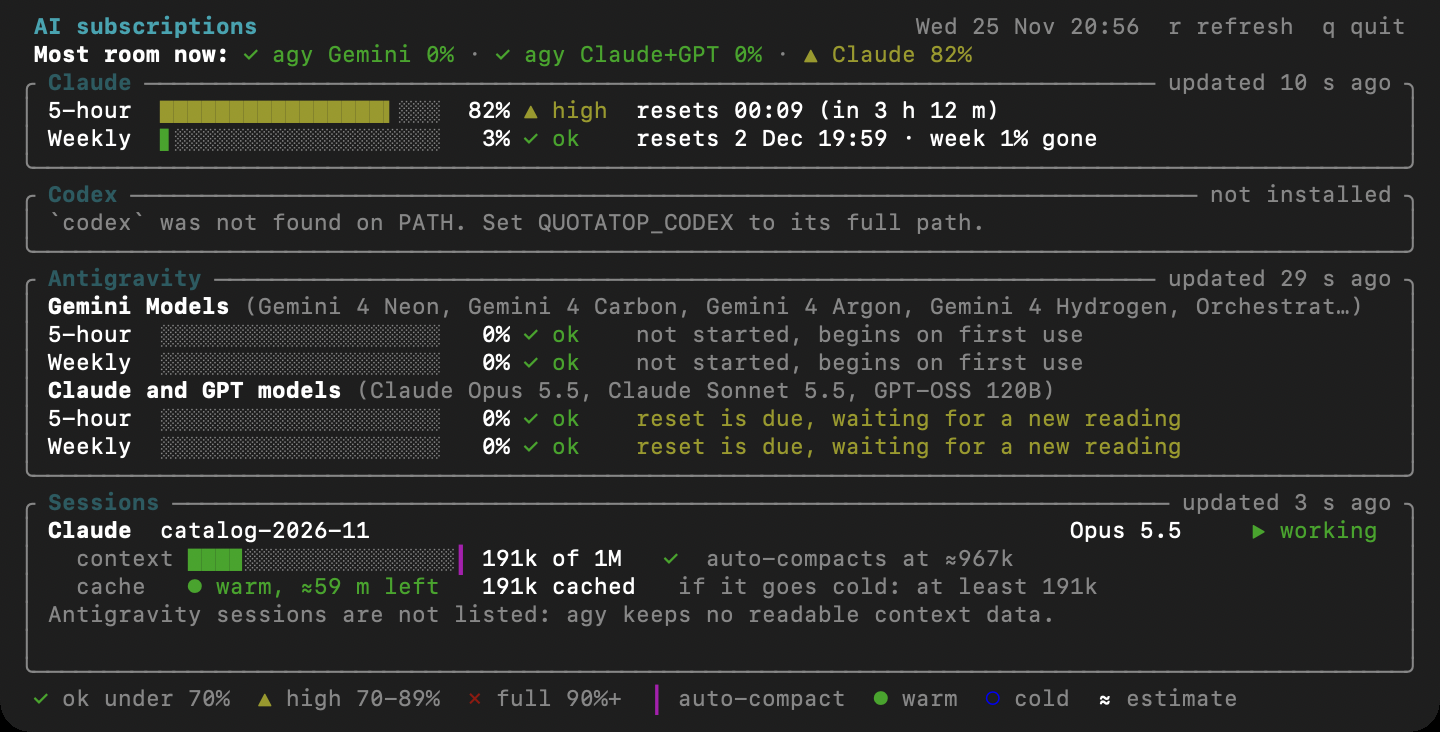 AI subscriptions Wed 25 Nov 20:56 r refresh q quit
Most room now: ✓ agy Gemini 0% · ✓ agy Claude+GPT 0% · ▲ Claude 82%
Claude updated 10 s ago
5-hour 82% ▲ high resets 00:09 (in 3 h 12 m)
Weekly 3% ✓ ok resets 2 Dec 19:59 · week 1% gone
Codex not installed
`codex` was not found on PATH. Set QUOTATOP_CODEX to its full path.
Antigravity updated 29 s ago
Gemini Models (Gemini 4 Neon, Gemini 4 Carbon, Gemini 4 Argon, Gemini 4 Hydrogen, Orchestrat…)
5-hour 0% ✓ ok not started, begins on first use
Weekly 0% ✓ ok not started, begins on first use
Claude and GPT models (Claude Opus 5.5, Claude Sonnet 5.5, GPT-OSS 120B)
5-hour 0% ✓ ok reset is due, waiting for a new reading
Weekly 0% ✓ ok reset is due, waiting for a new reading
Sessions updated 3 s ago
Claude catalog-2026-11 Opus 5.5 ▶ working
context 191k of 1M ✓ auto-compacts at ≈967k
cache ● warm, ≈59 m left 191k cached if it goes cold: at least 191k
Antigravity sessions are not listed: agy keeps no readable context data.
✓ ok under 70% ▲ high 70-89% ✕ full 90%+ ┃ auto-compact ● warm ○ cold ≈ estimate